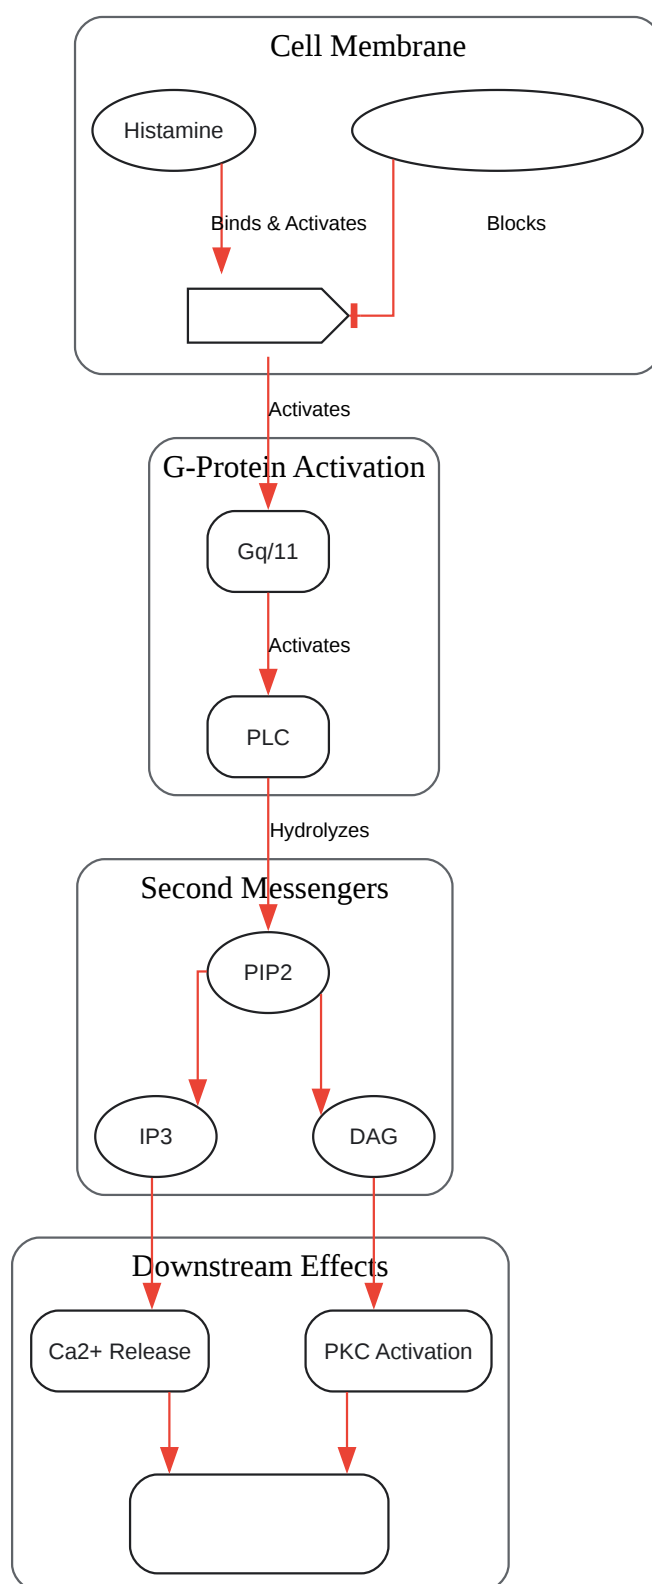 Cell Membrane
Histamine
Binds & Activates
Blocks
Activates
G-Protein Activation
Gq/11
Activates
PLC
Hydrolyzes
Second Messengers
PIP2
IP3
DAG
Downstream Effects
Ca2+ Release
PKC Activation